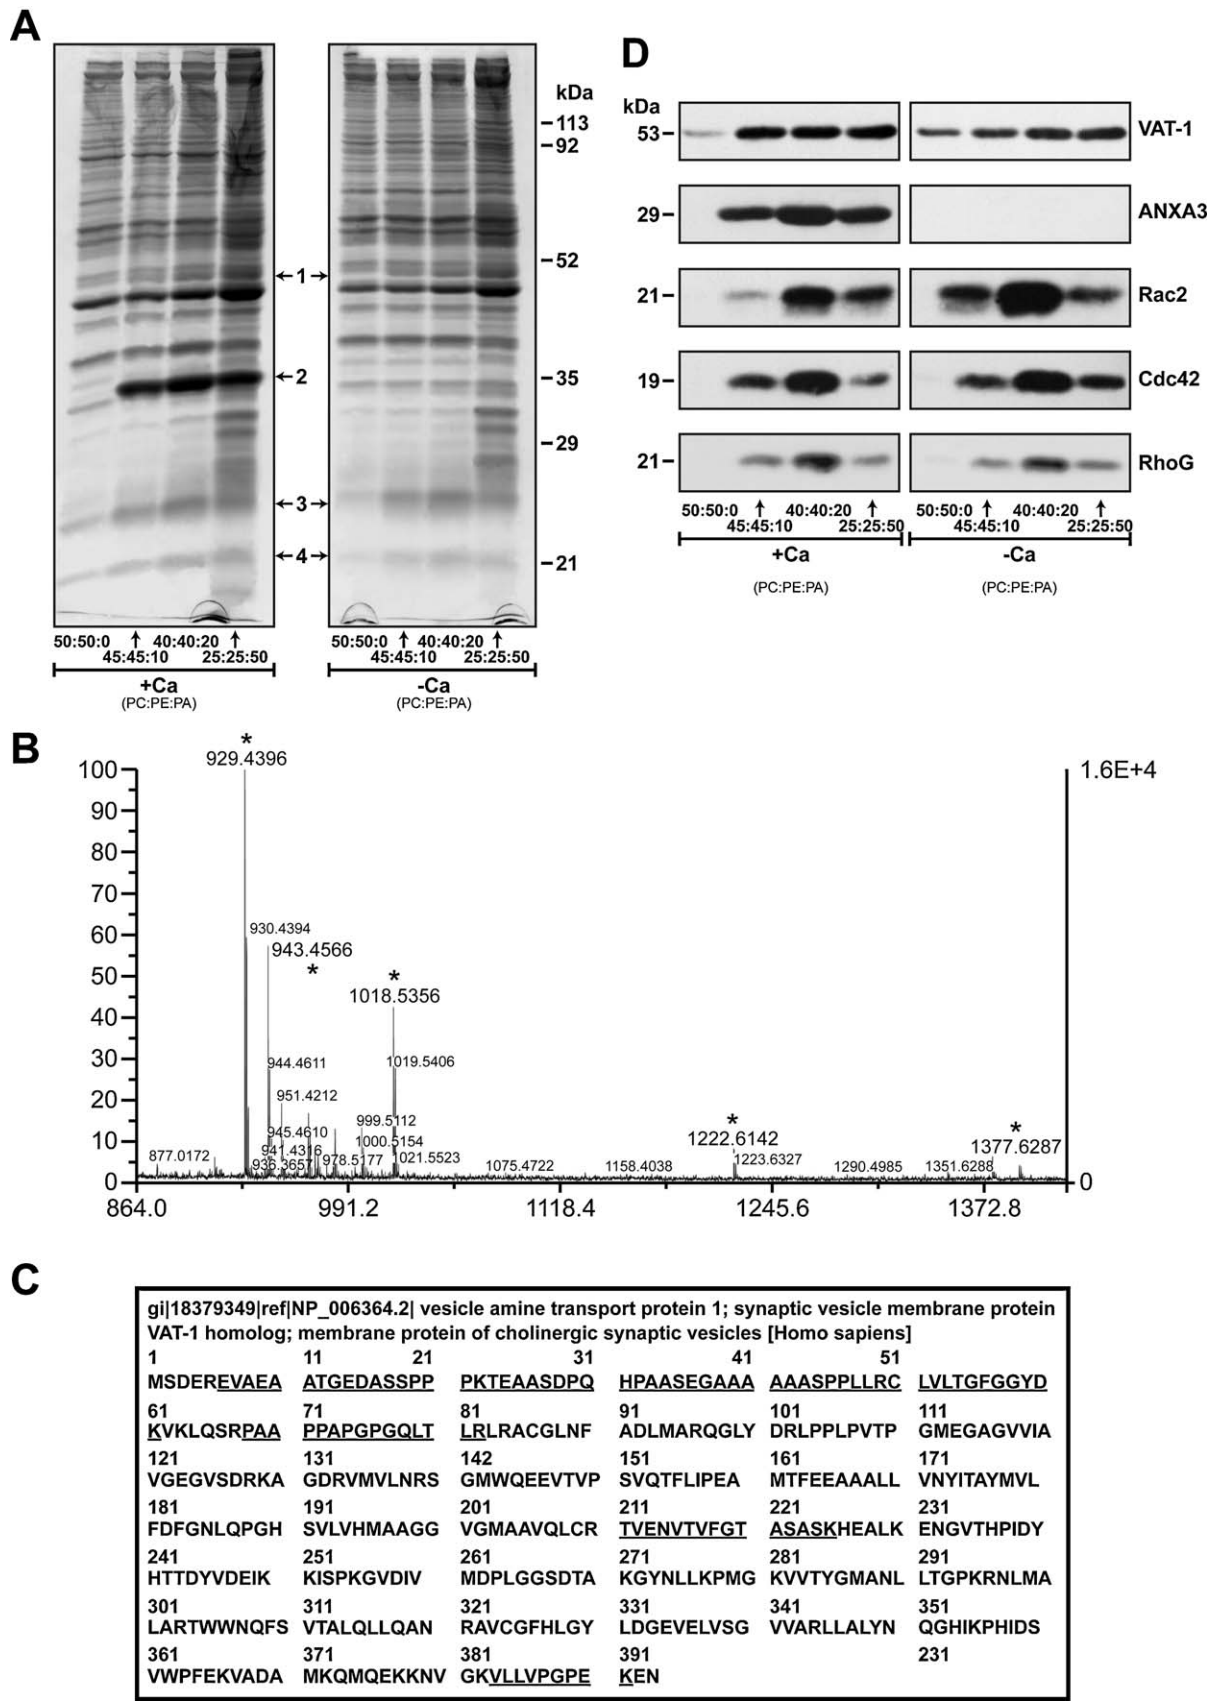 A
kDa
113
92
52
35
29
21
←1→
←2
←3→
←4→
50:50:0 ↑ 40:40:20 ↑
45:45:10 25:25:50
+Ca
(PC:PE:PA)
50:50:0 ↑ 40:40:20 ↑
45:45:10 25:25:50
-Ca
(PC:PE:PA)
D
kDa
53 VAT-1
29 ANXA3
21 Rac2
19 Cdc42
21 RhoG
50:50:0 ↑ 40:40:20 ↑
45:45:10 25:25:50
+Ca
(PC:PE:PA)
50:50:0 ↑ 40:40:20 ↑
45:45:10 25:25:50
-Ca
(PC:PE:PA)
B
*
929.4396
100
1.6E+4
90
80
70
60
930.4394
943.4566
*
50
*
1018.5356
40
30
944.4611
1019.5406
20
951.4212
999.5112
945.4610
1000.5154
*
1222.6142
*
1377.6287
10
941.4316
877.0172
936.3657
978.5177
1021.5523
1075.4722
1158.4038
1223.6327
1290.4985
1351.6288
0
0
864.0 991.2 1118.4 1245.6 1372.8
C
gi|18379349|ref|NP_006364.2| vesicle amine transport protein 1; synaptic vesicle membrane protein
VAT-1 homolog; membrane protein of cholinergic synaptic vesicles [Homo sapiens]
1 11 21 31 41 51
MSDEREVAEA ATGEDASSPP PKTEAASDPQ HPAASEGAAA AAASPPLLRC LVLTGFGGYD
61 71 81 91 101 111
KVKLQSRPAA PPAPGPGQLT LRLRACGLNF ADLMARQGLY DRLPPLPVTP GMEGAGVVIA
121 131 142 151 161 171
VGEGVSDRKA GDRVMVLNRS GMWQEEVTVP SVQTFLIPEA MTFEEAAALL VNYITAYMVL
181 191 201 211 221 231
FDFGNLQPGH SVLVHMAAGG VGMAAVQLCR TVENVTVFGT ASASKHEALK ENGVTHPIDY
241 251 261 271 281 291
HTTDYVDEIK KISPKGVDIV MDPLGGSDTA KGYNLLKPMG KVVTYGMANL LTGPKRNLMA
301 311 321 331 341 351
LARTWWNQFS VTALQLLQAN RAVCGFHLGY LDGEVELVSG VVARLLALYN QGHIKPHIDS
361 371 381 391 231
VWPFEKVADA MKQMQEKKNV GKVLLVPGPE KEN